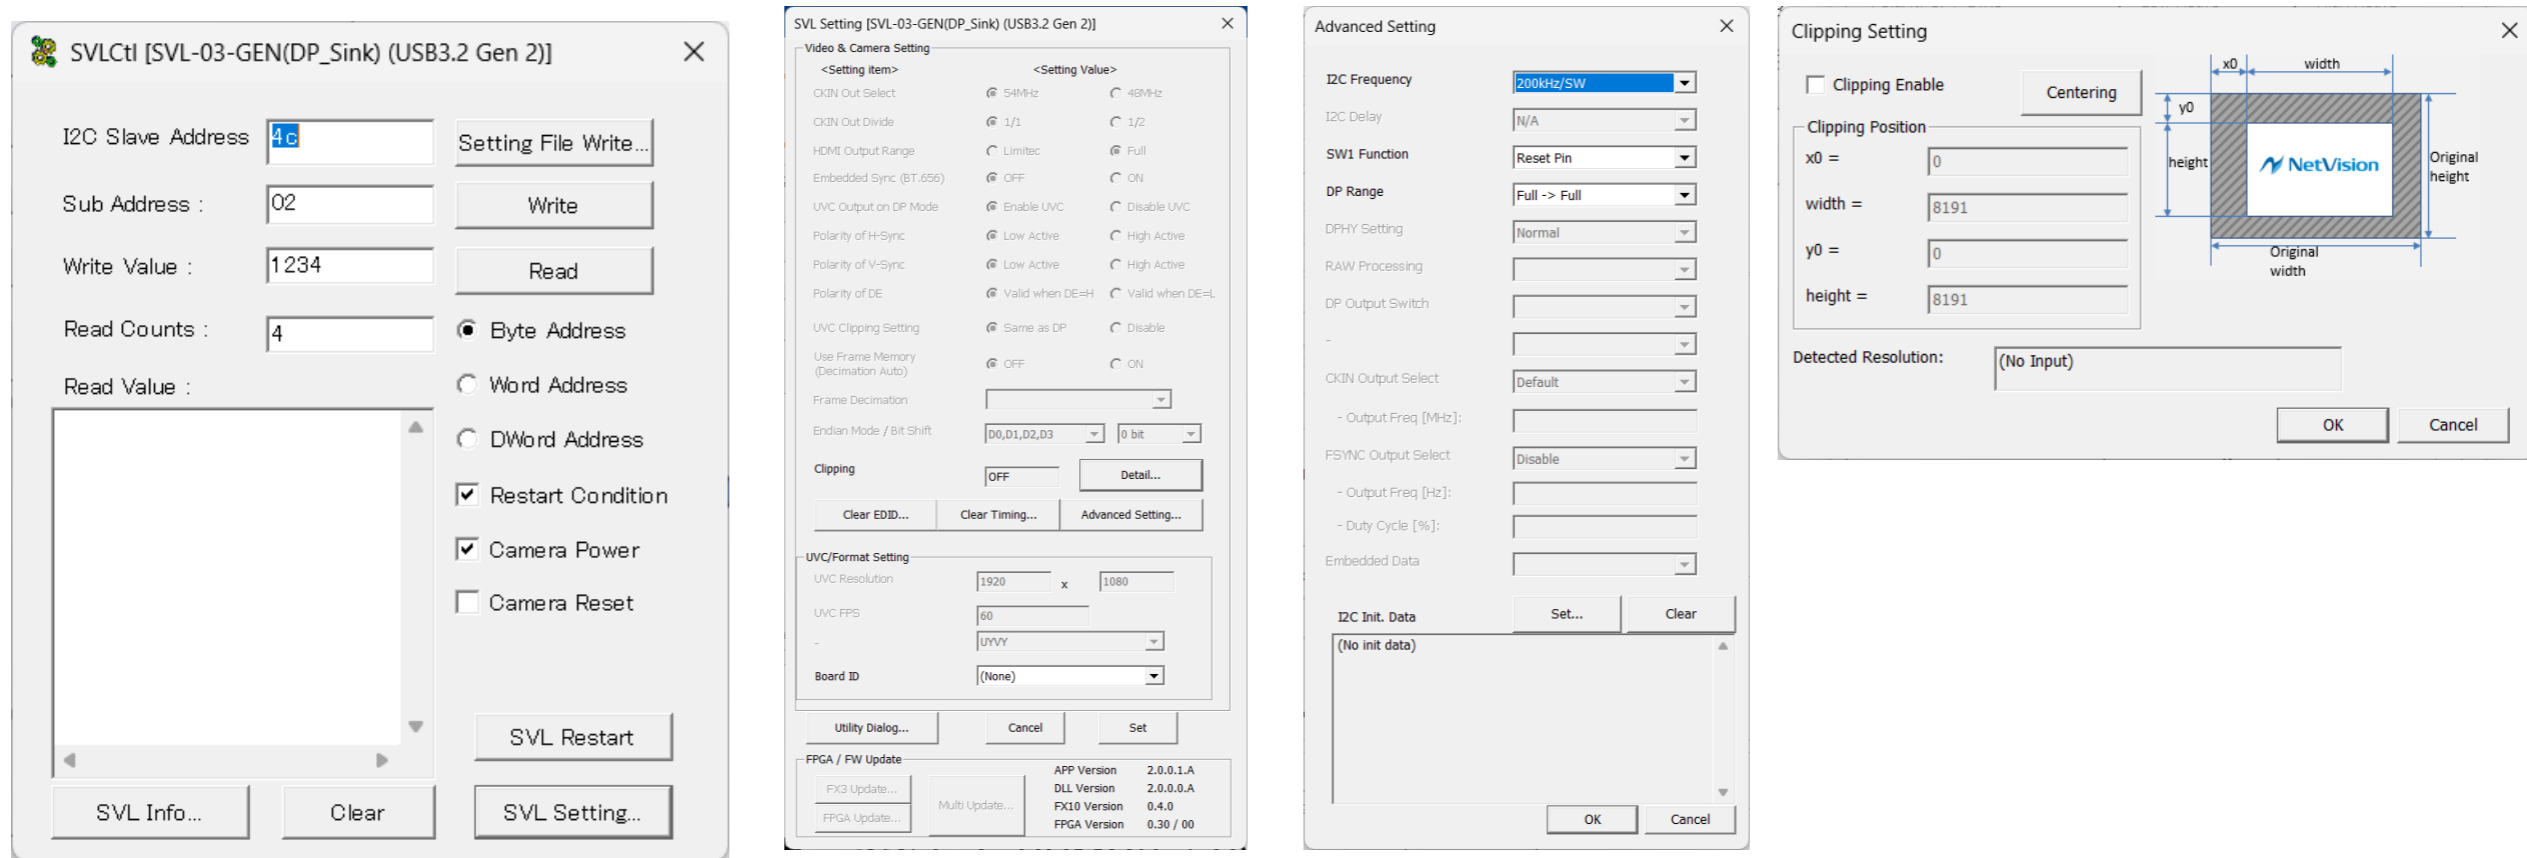 SVLCtl [SVL-03-GEN(DP_Sink) (USB3.2 Gen 2)]
I2C Slave Address 4c Setting File Write...
Sub Address : 02 Write
Write Value : 1234 Read
Read Counts : 4 Byte Address
Read Value : Word Address
DWord Address
Restart Condition
Camera Power
Camera Reset
SVL Restart
SVL Info... Clear SVL Setting...
SVL Setting [SVL-03-GEN(DP_Sink) (USB3.2 Gen 2)]
Video & Camera Setting
<Setting item> <Setting Value>
CKIN Out Select 54MHz 48MHz
CKIN Out Divide 1/1 1/2
HDMI Output Range Limitec Full
Embedded Sync (BT.656) OFF ON
UVC Output on DP Mode Enable UVC Disable UVC
Polarity of H-Sync Low Active High Active
Polarity of V-Sync Low Active High Active
Polarity of DE Valid when DE=H Valid when DE=L
UVC Clipping Setting Same as DP Disable
Use Frame Memory
(Decimation Auto) OFF ON
Frame Decimation
Endian Mode / Bit Shift D0,D1,D2,D3 0 bit
Clipping OFF Detail...
Clear EDID... Clear Timing... Advanced Setting...
UVC/Format Setting
UVC Resolution 1920 x 1080
UVC FPS 60
- UYVY
Board ID (None)
Utility Dialog... Cancel Set
FPGA / FW Update
FX3 Update... Multi Update... FPGA Update...
APP Version 2.0.0.1.A
DLL Version 2.0.0.0.A
FX10 Version 0.4.0
FPGA Version 0.30 / 00
Advanced Setting
I2C Frequency 200kHz/SW
I2C Delay N/A
SW1 Function Reset Pin
DP Range Full -> Full
DPHY Setting Normal
RAW Processing
DP Output Switch
-
CKIN Output Select Default
- Output Freq [MHz]:
FSYNC Output Select Disable
- Output Freq [Hz]:
- Duty Cycle [%]:
Embedded Data
I2C Init. Data Set... Clear
(No init data)
OK Cancel
Clipping Setting
Clipping Enable Centering
Clipping Position
x0 = 0
width = 8191
y0 = 0
height = 8191
x0 width
y0
height
NetVision
Original
height
Original
width
Detected Resolution: (No Input)
OK Cancel